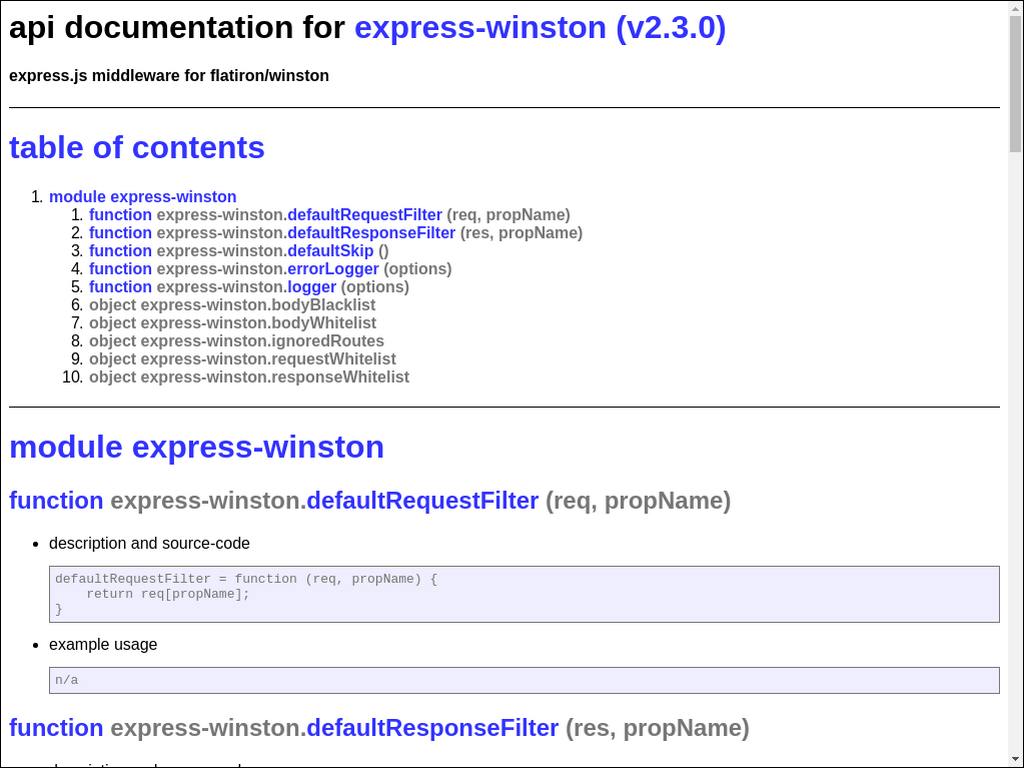 api documentation for express-winston (v2.3.0)
express.js middleware for flatiron/winston
table of contents
1. module express-winston
1. function express-winston.defaultRequestFilter (req, propName)
2. function express-winston.defaultResponseFilter (res, propName)
3. function express-winston.defaultSkip ()
4. function express-winston.errorLogger (options)
5. function express-winston.logger (options)
6. object express-winston.bodyBlacklist
7. object express-winston.bodyWhitelist
8. object express-winston.ignoredRoutes
9. object express-winston.requestWhitelist
10. object express-winston.responseWhitelist
module express-winston
function express-winston.defaultRequestFilter (req, propName)
• description and source-code
defaultRequestFilter = function (req, propName) {
    return req[propName];
}
• example usage
n/a
function express-winston.defaultResponseFilter (res, propName)